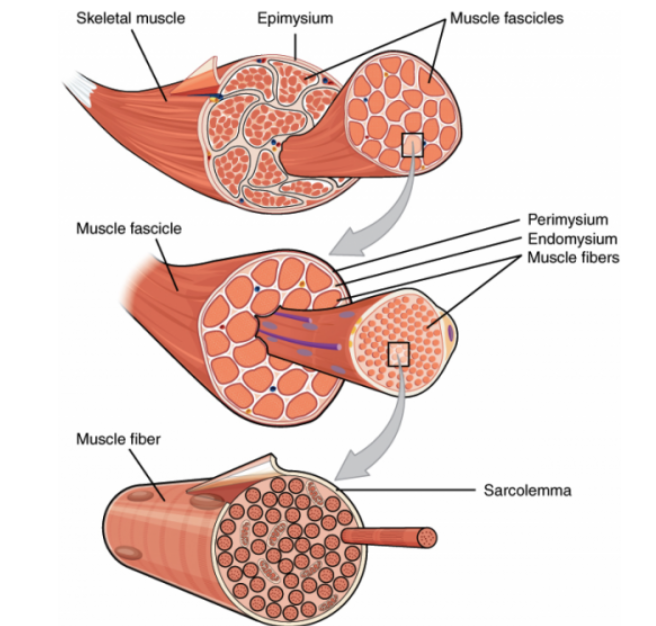 Skeletal muscle
Epimysium
Muscle fascicles
Muscle fascicle
Perimysium
Endomysium
Muscle fibers
Muscle fiber
Sarcolemma